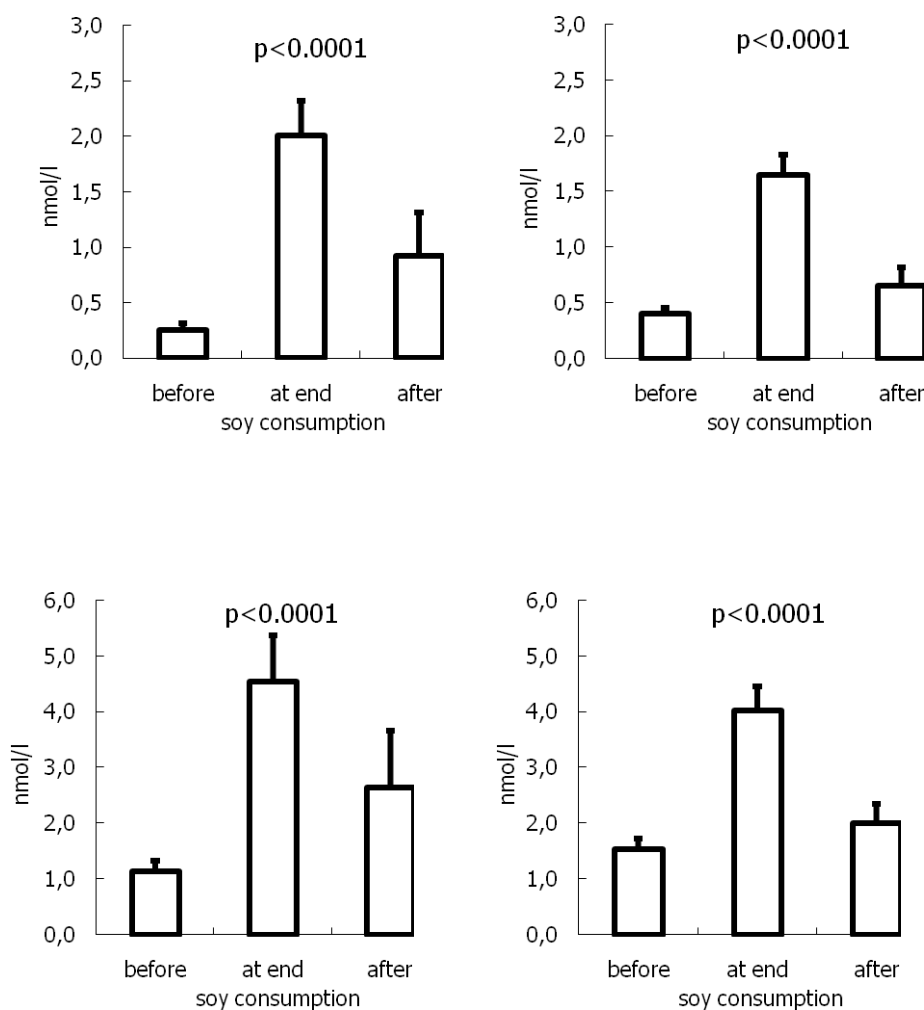 3,0
p<0.0001
2,5
2,0
1,5
1,0
0,5
0,0
nmol/l
before at end after
soy consumption
3,0
p<0.0001
2,5
2,0
1,5
1,0
0,5
0,0
nmol/l
before at end after
soy consumption
6,0
p<0.0001
5,0
4,0
3,0
2,0
1,0
0,0
nmol/l
before at end after
soy consumption
6,0
p<0.0001
5,0
4,0
3,0
2,0
1,0
0,0
nmol/l
before at end after
soy consumption